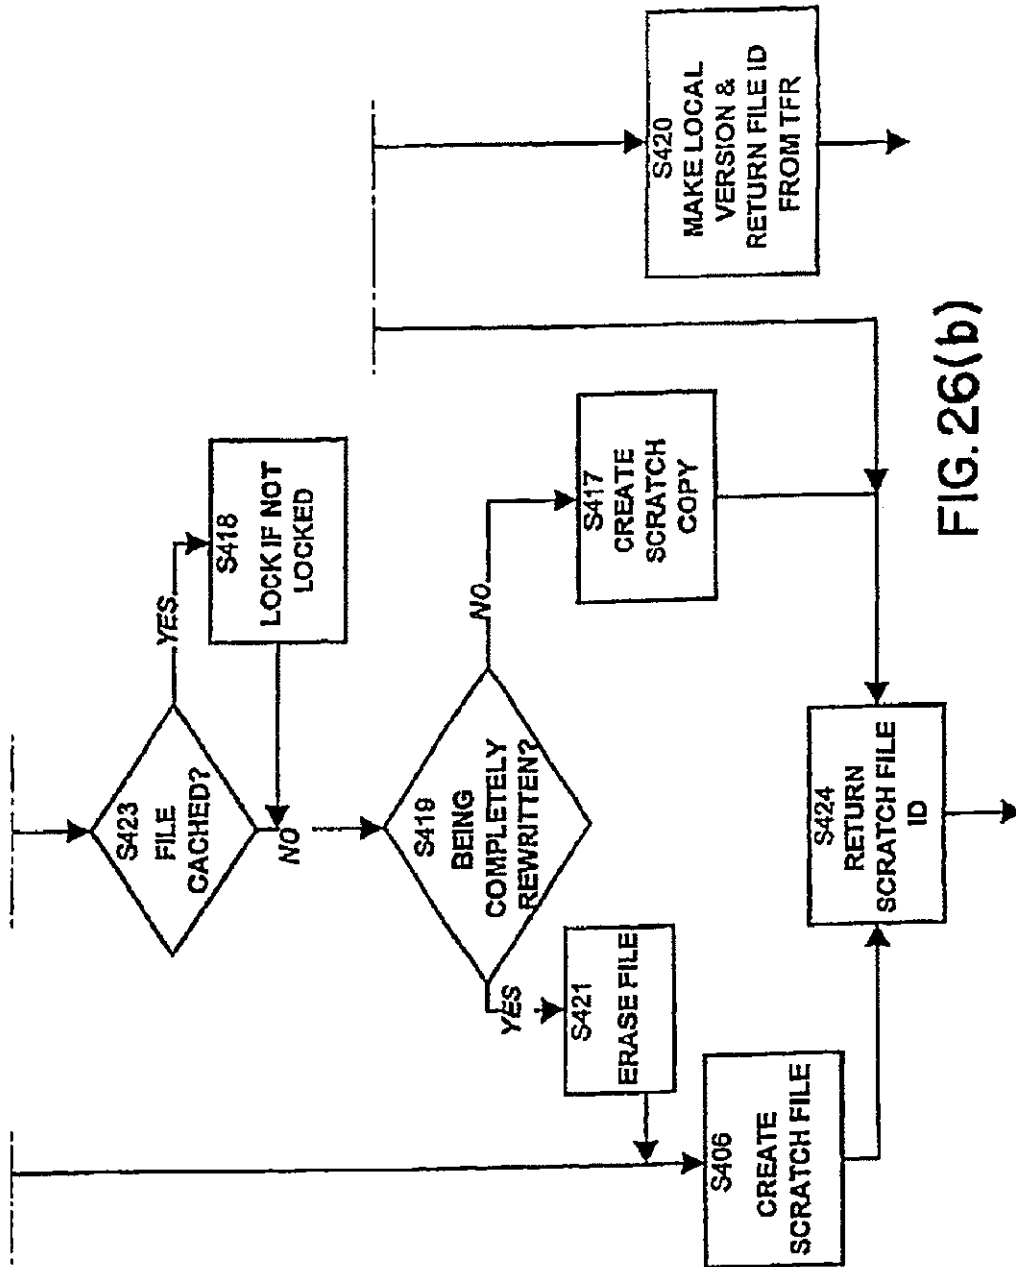 S423
FILE
CACHED?
YES
S418
LOCK IF NOT
LOCKED
NO
S419
BEING
COMPLETELY
REWRITTEN?
YES
S421
ERASE FILE
NO
S417
CREATE
SCRATCH
COPY
S406
CREATE
SCRATCH FILE
S424
RETURN
SCRATCH FILE
ID
S420
MAKE LOCAL
VERSION &
RETURN FILE ID
FROM TFR
FIG. 26(b)